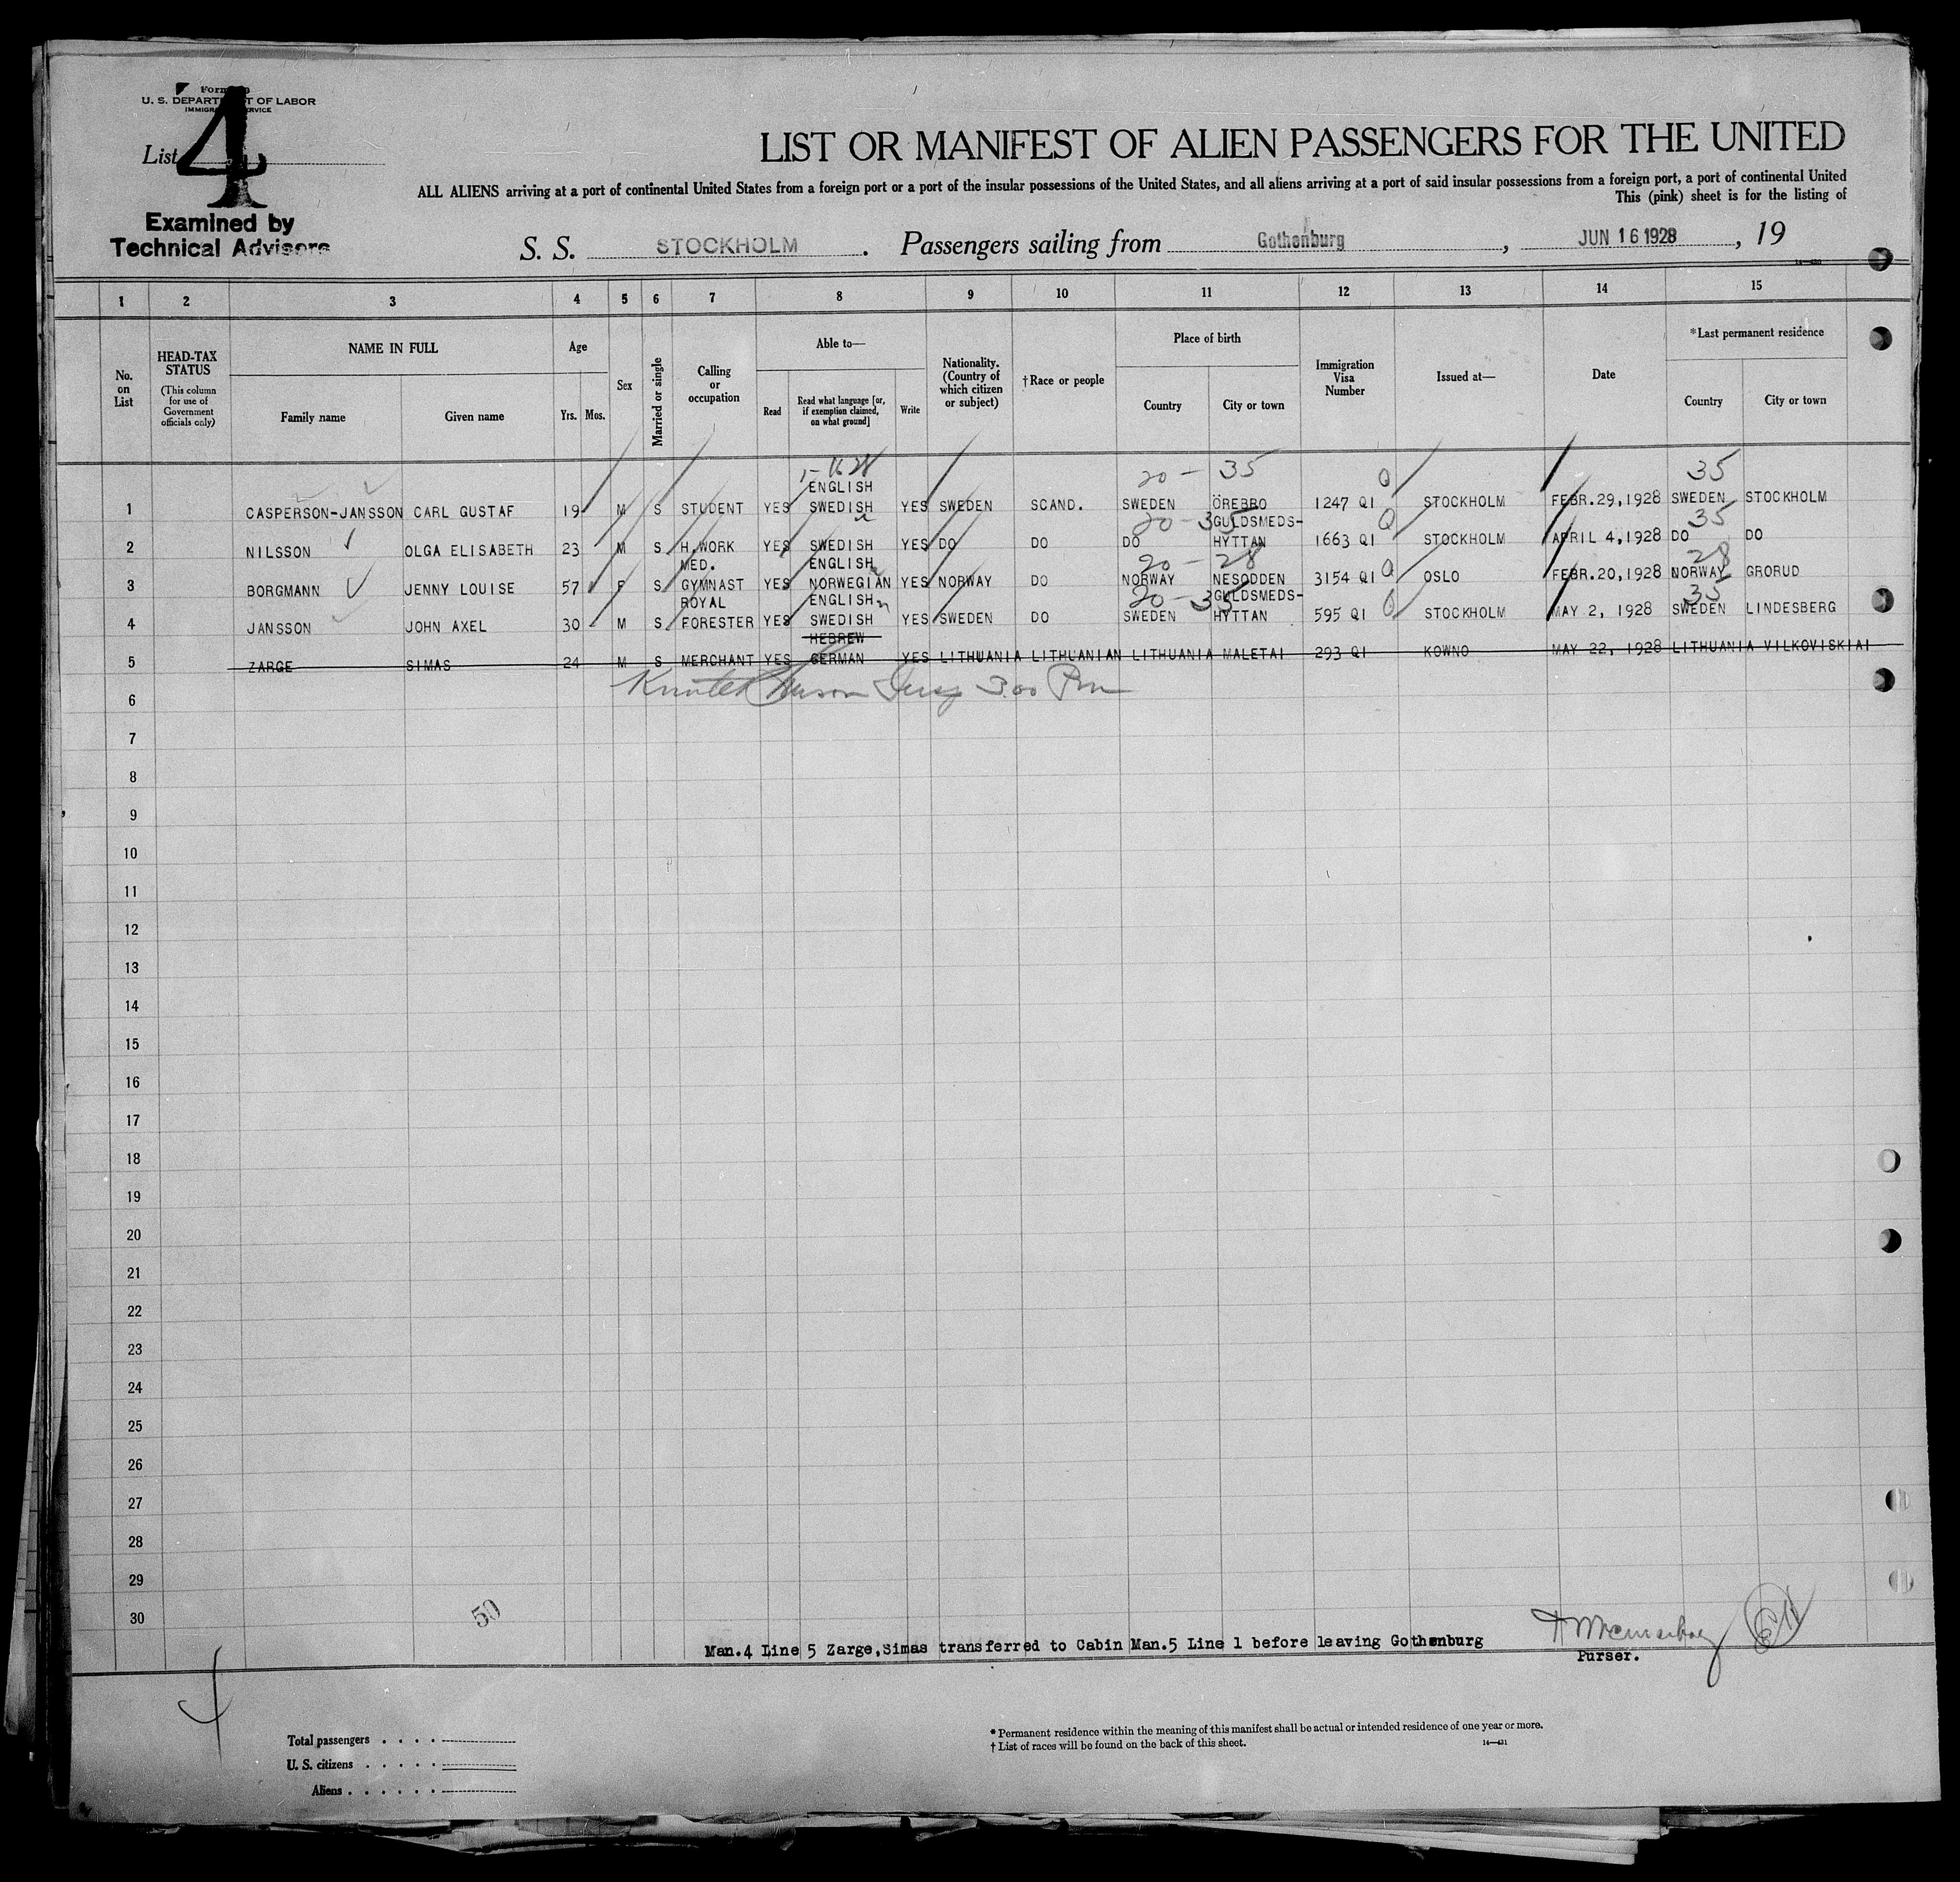 U. S. DEPARTMENT OF LABOR
IMMIGRATION SERVICE
List 4
Examined by
Technical Advisors
LIST OR MANIFEST OF ALIEN PASSENGERS FOR THE UNITED
ALL ALIENS arriving at a port of continental United States from a foreign port or a port of the insular possessions of the United States, and all aliens arriving at a port of said insular possessions from a foreign port, a port of continental United
This (pink) sheet is for the listing of
S. S. STOCKHOLM. Passengers sailing from Gothenburg, JUN 16 1928, 19
1 2 3 4 5 6 7 8 9 10 11 12 13 14 15
No. on List
HEAD-TAX STATUS (This column for use of Government officials only)
NAME IN FULL Family name Given name
Age Yrs. Mos.
Sex
Married or single
Calling or occupation
Able to— Read Read what language [or, if exemption claimed, on what ground] Write
Nationality. (Country of which citizen or subject)
†Race or people
Place of birth Country City or town
Immigration Visa Number
Issued at—
Date
*Last permanent residence Country City or town
20 - 35 35
1 CASPERSON-JANSSON CARL GUSTAF 19 M S STUDENT YES ENGLISH SWEDISH YES SWEDEN SCAND. SWEDEN ÖREBRO 1247 QI STOCKHOLM FEBR.29,1928 SWEDEN STOCKHOLM
20 - 35 35
2 NILSSON OLGA ELISABETH 23 M S H.WORK YES SWEDISH YES DO DO DO GULDSMEDS-HYTTAN 1663 QI STOCKHOLM APRIL 4,1928 DO DO
20 - 28 28
3 BORGMANN JENNY LOUISE 57 F S MED. GYMNAST YES ENGLISH NORWEGIAN YES NORWAY DO NORWAY NESODDEN 3154 QI OSLO FEBR.20,1928 NORWAY GRORUD
20 - 35 35
4 JANSSON JOHN AXEL 30 M S ROYAL FORESTER YES ENGLISH SWEDISH YES SWEDEN DO SWEDEN GULDSMEDS-HYTTAN 595 QI STOCKHOLM MAY 2, 1928 SWEDEN LINDESBERG
5 ZARGE SIMAS 24 M S MERCHANT YES HEBREW GERMAN YES LITHUANIA LITHUANIAN LITHUANIA MALETAI 293 QI KOWNO MAY 22, 1928 LITHUANIA VILKOVISKIAI
6
7
8
9
10
11
12
13
14
15
16
17
18
19
20
21
22
23
24
25
26
27
28
29
30
50
Man.4 Line 5 Zarge,Simas transferred to Cabin Man.5 Line 1 before leaving Gothenburg
Purser.
4
Total passengers
U. S. citizens
Aliens
* Permanent residence within the meaning of this manifest shall be actual or intended residence of one year or more.
† List of races will be found on the back of this sheet.
14—431